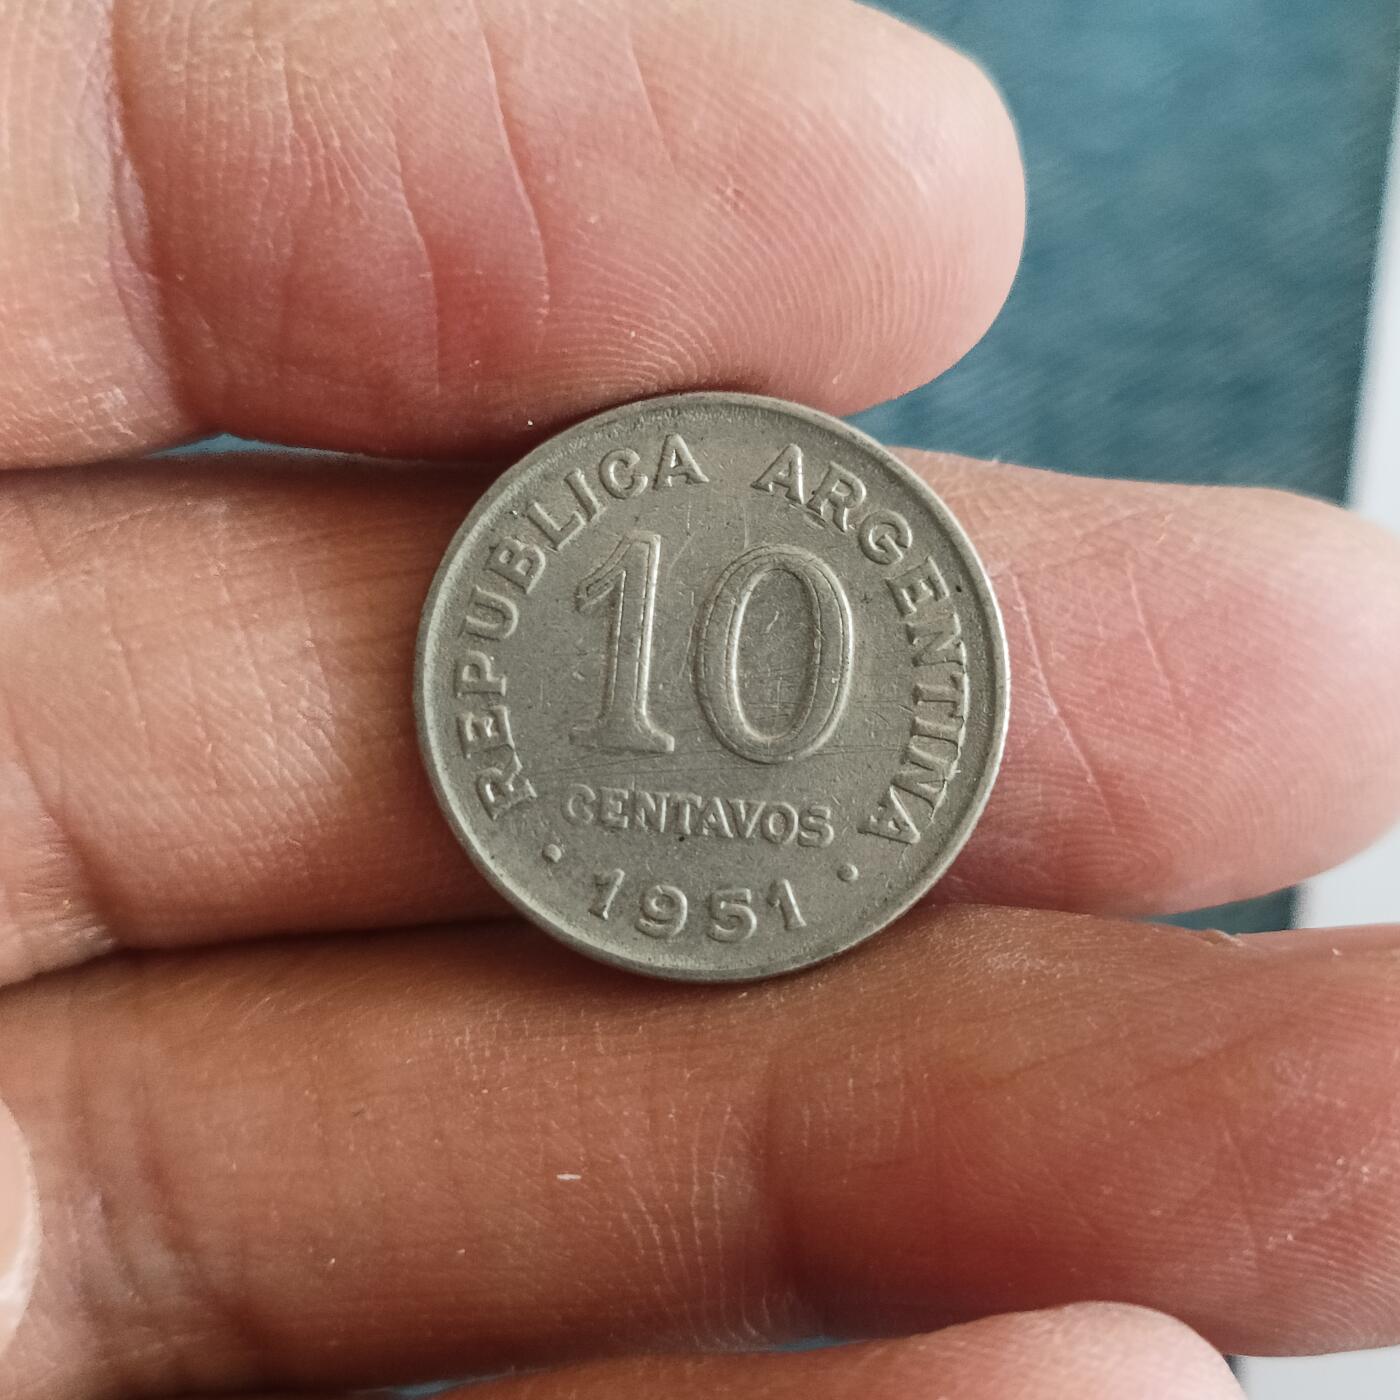 REPUBLICA ARGENTINA
10
CENTAVOS
• 1951 •